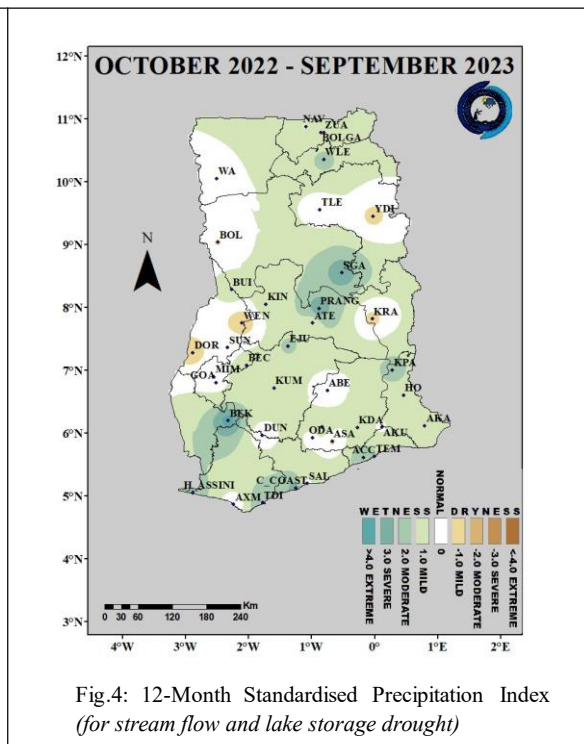 OCTOBER 2022 - SEPTEMBER 2023
12°N
11°N
10°N
9°N
8°N
7°N
6°N
5°N
4°N
3°N
NAV
ZUA
BOLGA
WLE
WA
TLE
YDI
BOL
N
SGA
BUI
KIN
PRANG
WEN
ATE
KRA
SUN
EJU
DOR
BEC
KPA
MIM
GOA
KUM
ABE
HO
BEK
DUN
ODA
ASA
KDA
AKU
AKA
ACC
TEM
H_ASSINI
C_COAST
SAL
AXM
TDI
WETNESS
NORMAL
DRYNESS
>4.0 EXTREME
3.0 SEVERE
2.0 MODERATE
1.0 MILD
0
-1.0 MILD
-2.0 MODERATE
-3.0 SEVERE
<-4.0 EXTREME
Km
0 30 60 120 180 240
4°W
3°W
2°W
1°W
0°
1°E
2°E
Fig.4: 12-Month Standardised Precipitation Index
(for stream flow and lake storage drought)